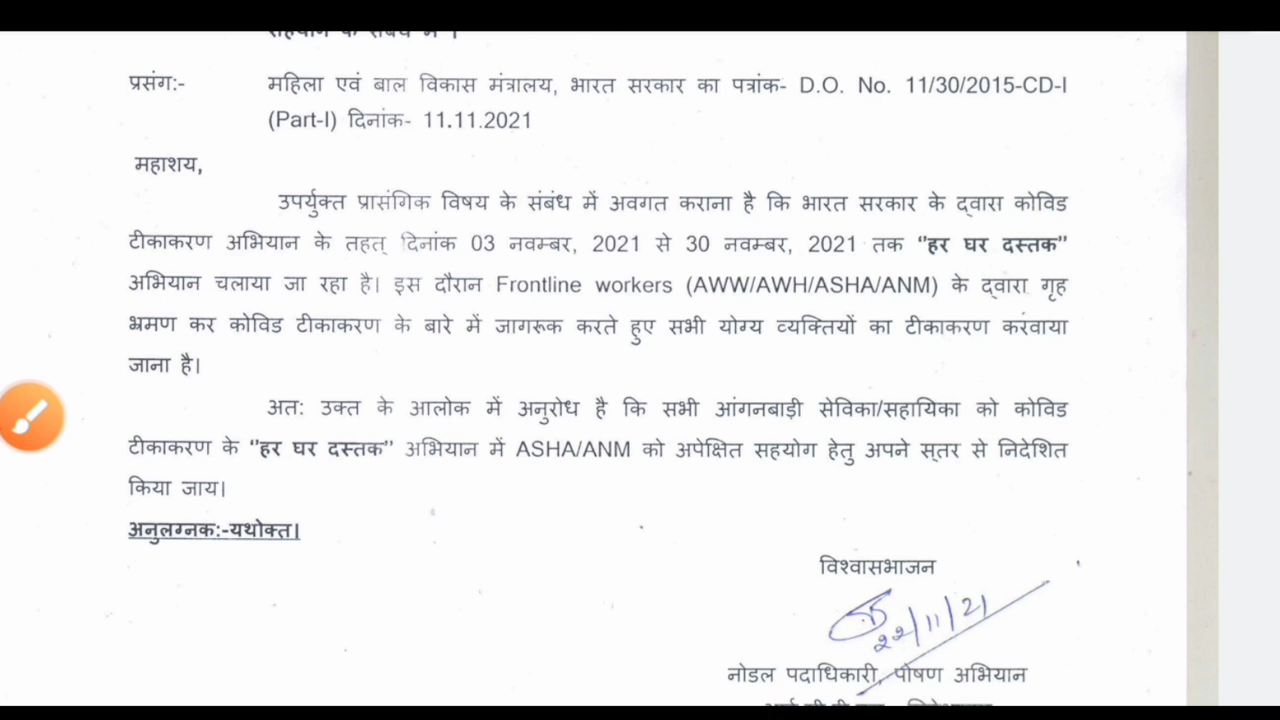 सहयोग के संबंध में ।
प्रसंग:- महिला एवं बाल विकास मंत्रालय, भारत सरकार का पत्रांक- D.O. No. 11/30/2015-CD-I
(Part-I) दिनांक- 11.11.2021
महाशय,
उपर्युक्त प्रासंगिक विषय के संबंध में अवगत कराना है कि भारत सरकार के द्वारा कोविड
टीकाकरण अभियान के तहत् दिनांक 03 नवम्बर, 2021 से 30 नवम्बर, 2021 तक "हर घर दस्तक"
अभियान चलाया जा रहा है। इस दौरान Frontline workers (AWW/AWH/ASHA/ANM) के द्वारा गृह
भ्रमण कर कोविड टीकाकरण के बारे में जागरूक करते हुए सभी योग्य व्यक्तियों का टीकाकरण करवाया
जाना है।
अत: उक्त के आलोक में अनुरोध है कि सभी आंगनबाड़ी सेविका/सहायिका को कोविड
टीकाकरण के "हर घर दस्तक" अभियान में ASHA/ANM को अपेक्षित सहयोग हेतु अपने स्तर से निदेशित
किया जाय।
अनुलग्नक:-यथोक्त।
विश्वासभाजन
22/11/21
नोडल पदाधिकारी, पोषण अभियान